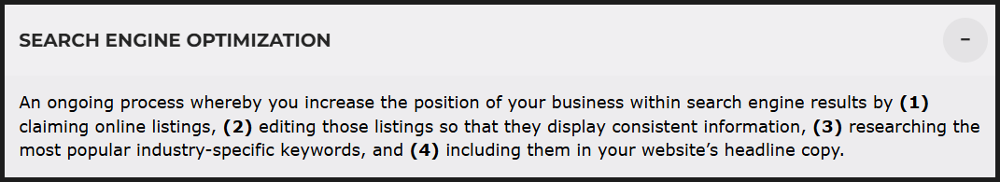 SEARCH ENGINE OPTIMIZATION
−
An ongoing process whereby you increase the position of your business within search engine results by (1)
claiming online listings, (2) editing those listings so that they display consistent information, (3) researching the
most popular industry-specific keywords, and (4) including them in your website’s headline copy.